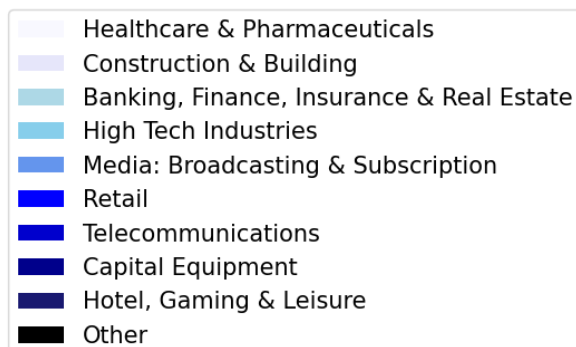 Healthcare & Pharmaceuticals
Construction & Building
Banking, Finance, Insurance & Real Estate
High Tech Industries
Media: Broadcasting & Subscription
Retail
Telecommunications
Capital Equipment
Hotel, Gaming & Leisure
Other